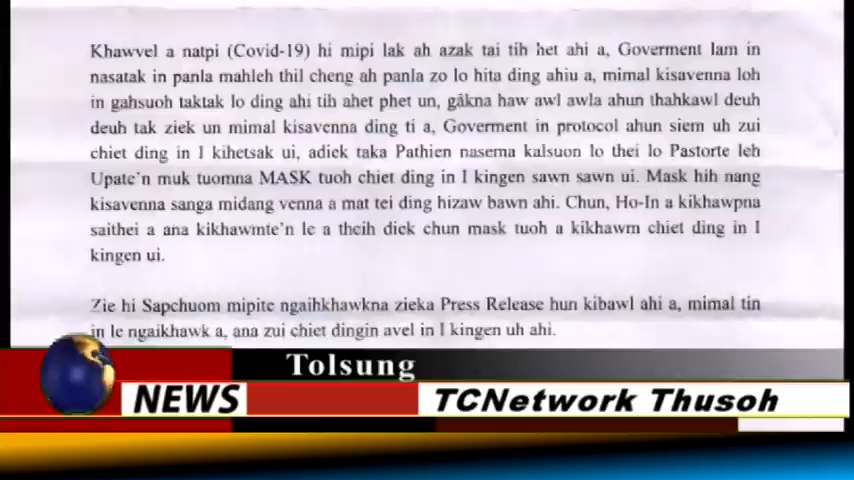 Khawvel a natpi (Covid-19) hi mipi lak ah azak tai tih het ahi a, Goverment lam in
nasatak in panla mahleh thil cheng ah panla zo lo hita ding ahiu a, mimal kisavenna loh
in gahsuoh taktak lo ding ahi tih ahet phet un, gâkna haw awl awla ahun thahkawl deuh
deuh tak ziek un mimal kisavenna ding ti a, Goverment in protocol ahun siem uh zui
chiet ding in I kihetsak ui, adiek taka Pathien nasema kalsuon lo thei lo Pastorte leh
Upate'n muk tuomna MASK tuoh chiet ding in I kingen sawn sawn ui. Mask hih nang
kisavenna sanga midang venna a mat tei ding hizaw bawn ahi. Chun, Ho-In a kikhawpna
saithei a ana kikhawmte'n le a theih diek chun mask tuoh a kikhawm chiet ding in I
kingen ui.
Zie hi Sapchuom mipite ngaihkhawkna zieka Press Release hun kibawl ahi a, mimal tin
in le ngaikhawk a, ana zui chiet dingin avel in I kingen uh ahi.
Tolsung
NEWS
TCNetwork Thusoh